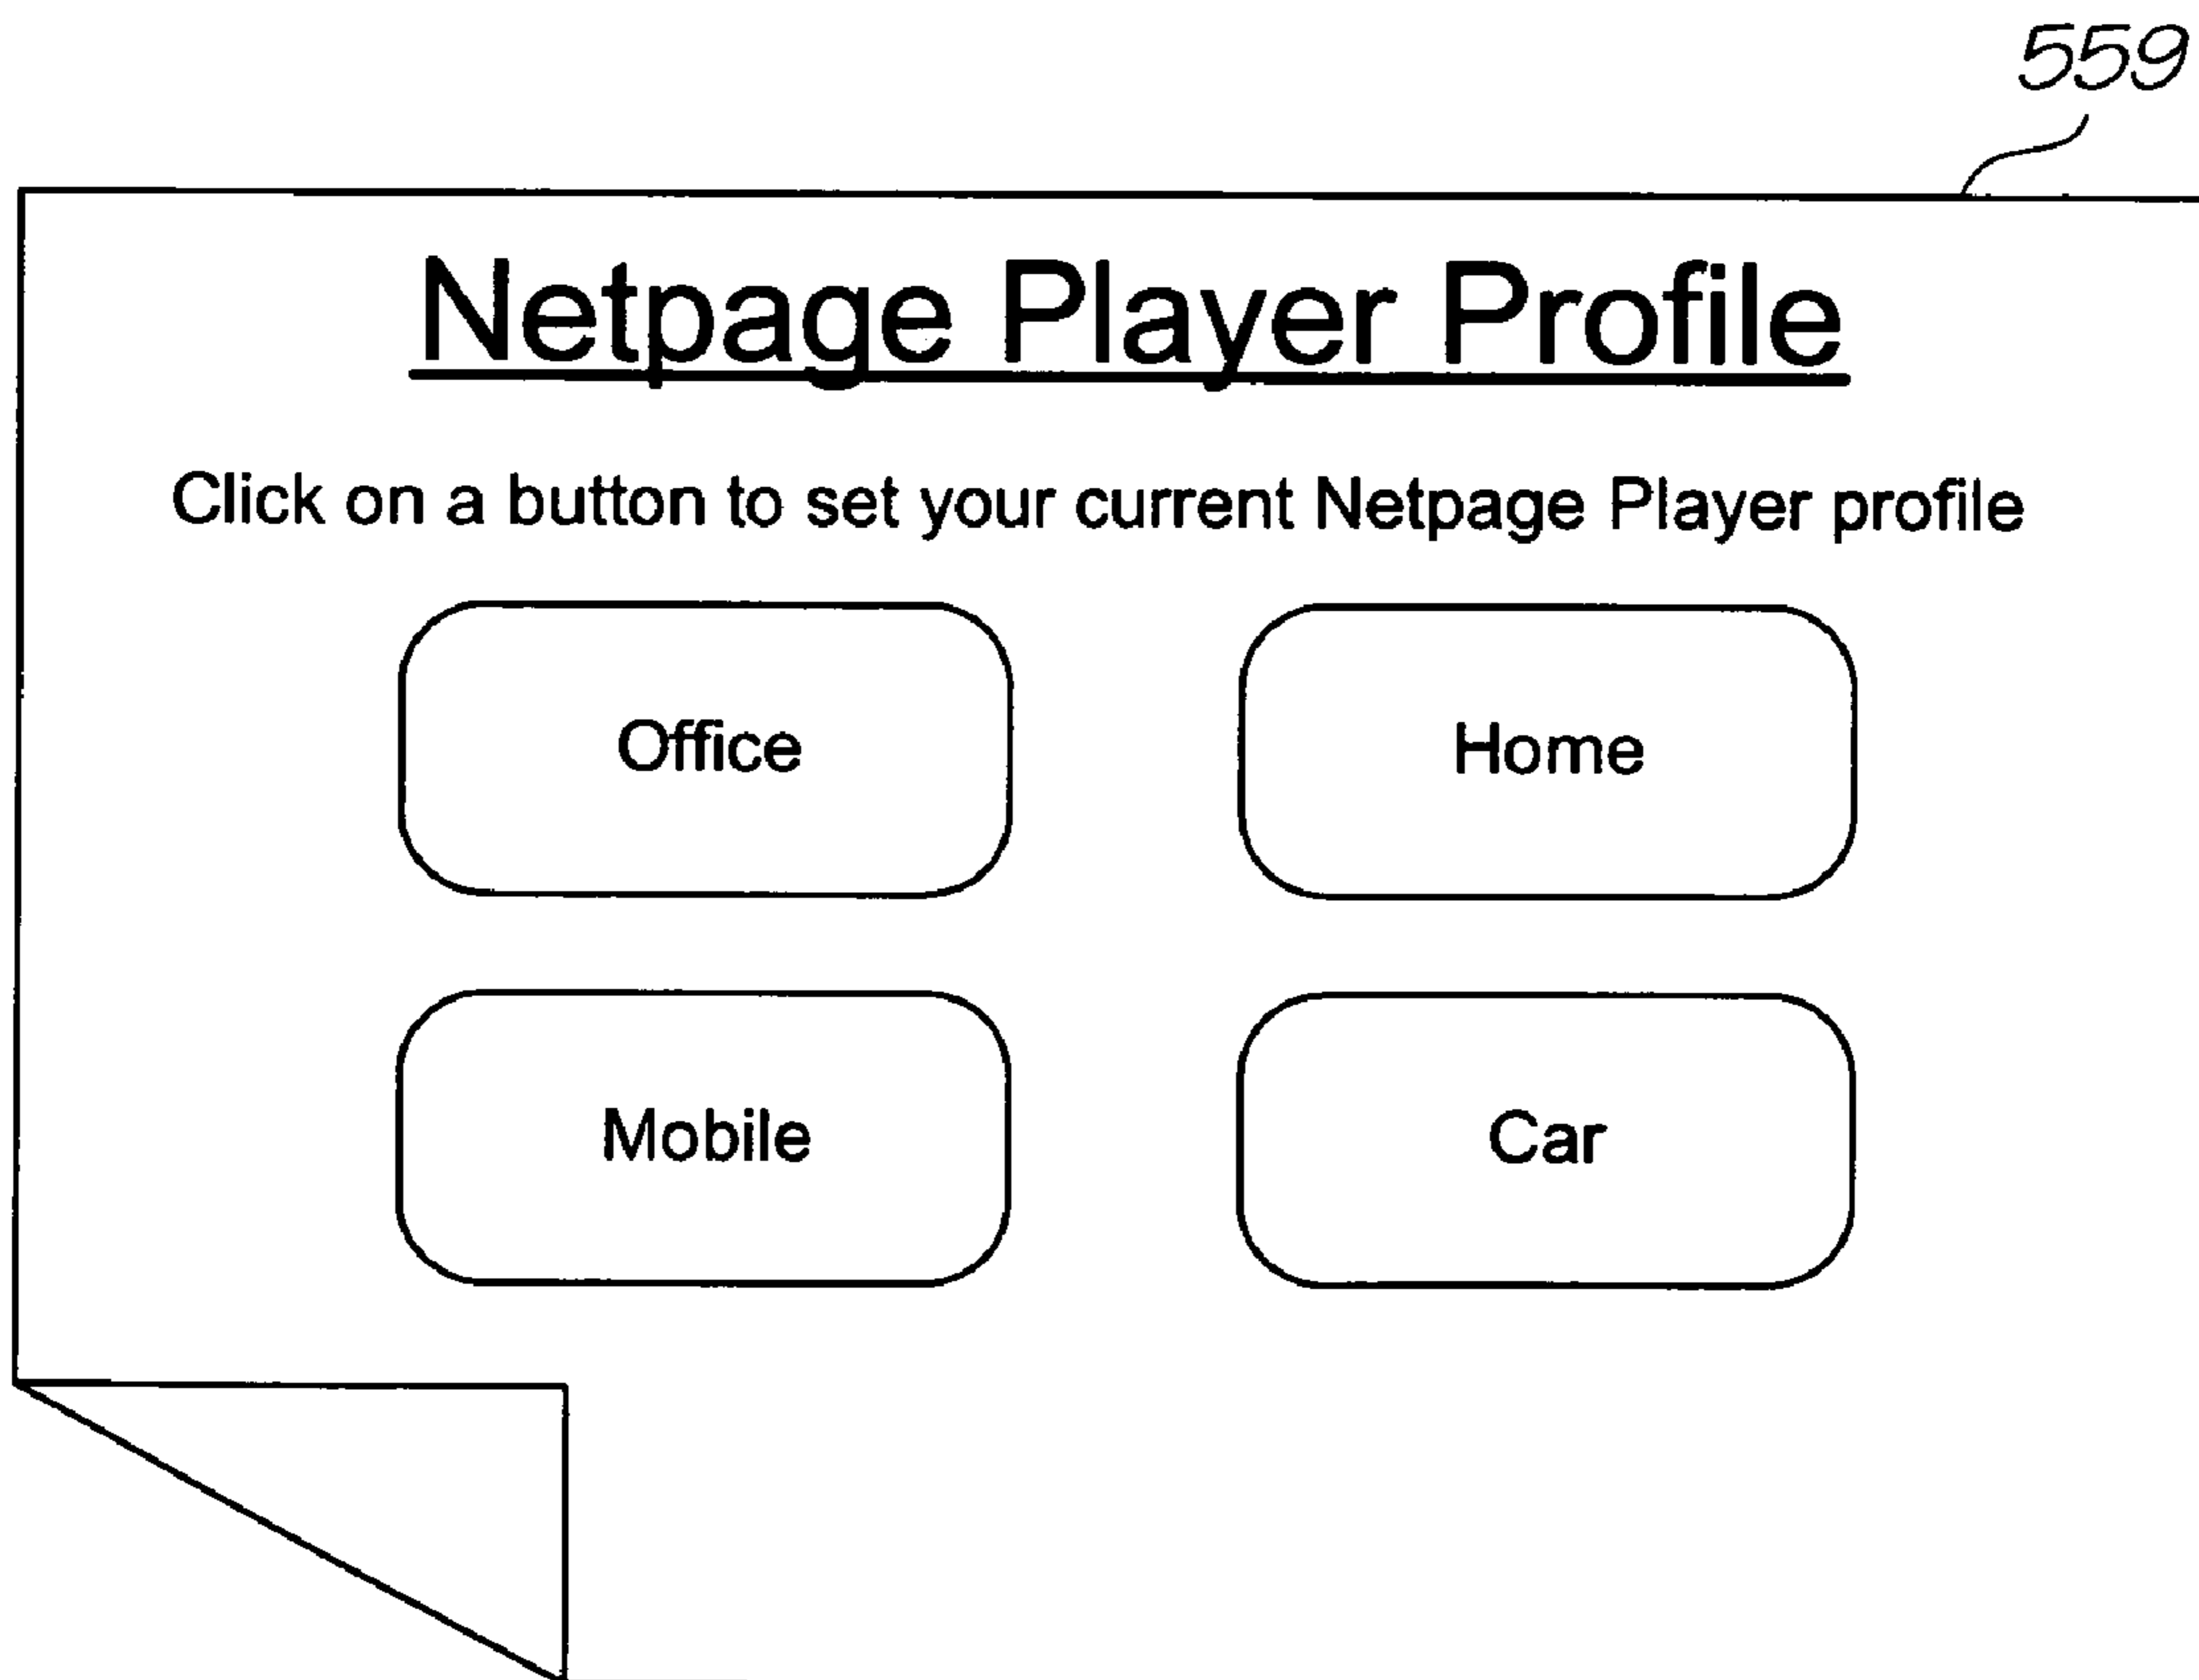 559
Netpage Player Profile
Click on a button to set your current Netpage Player profile
Office Home
Mobile Car